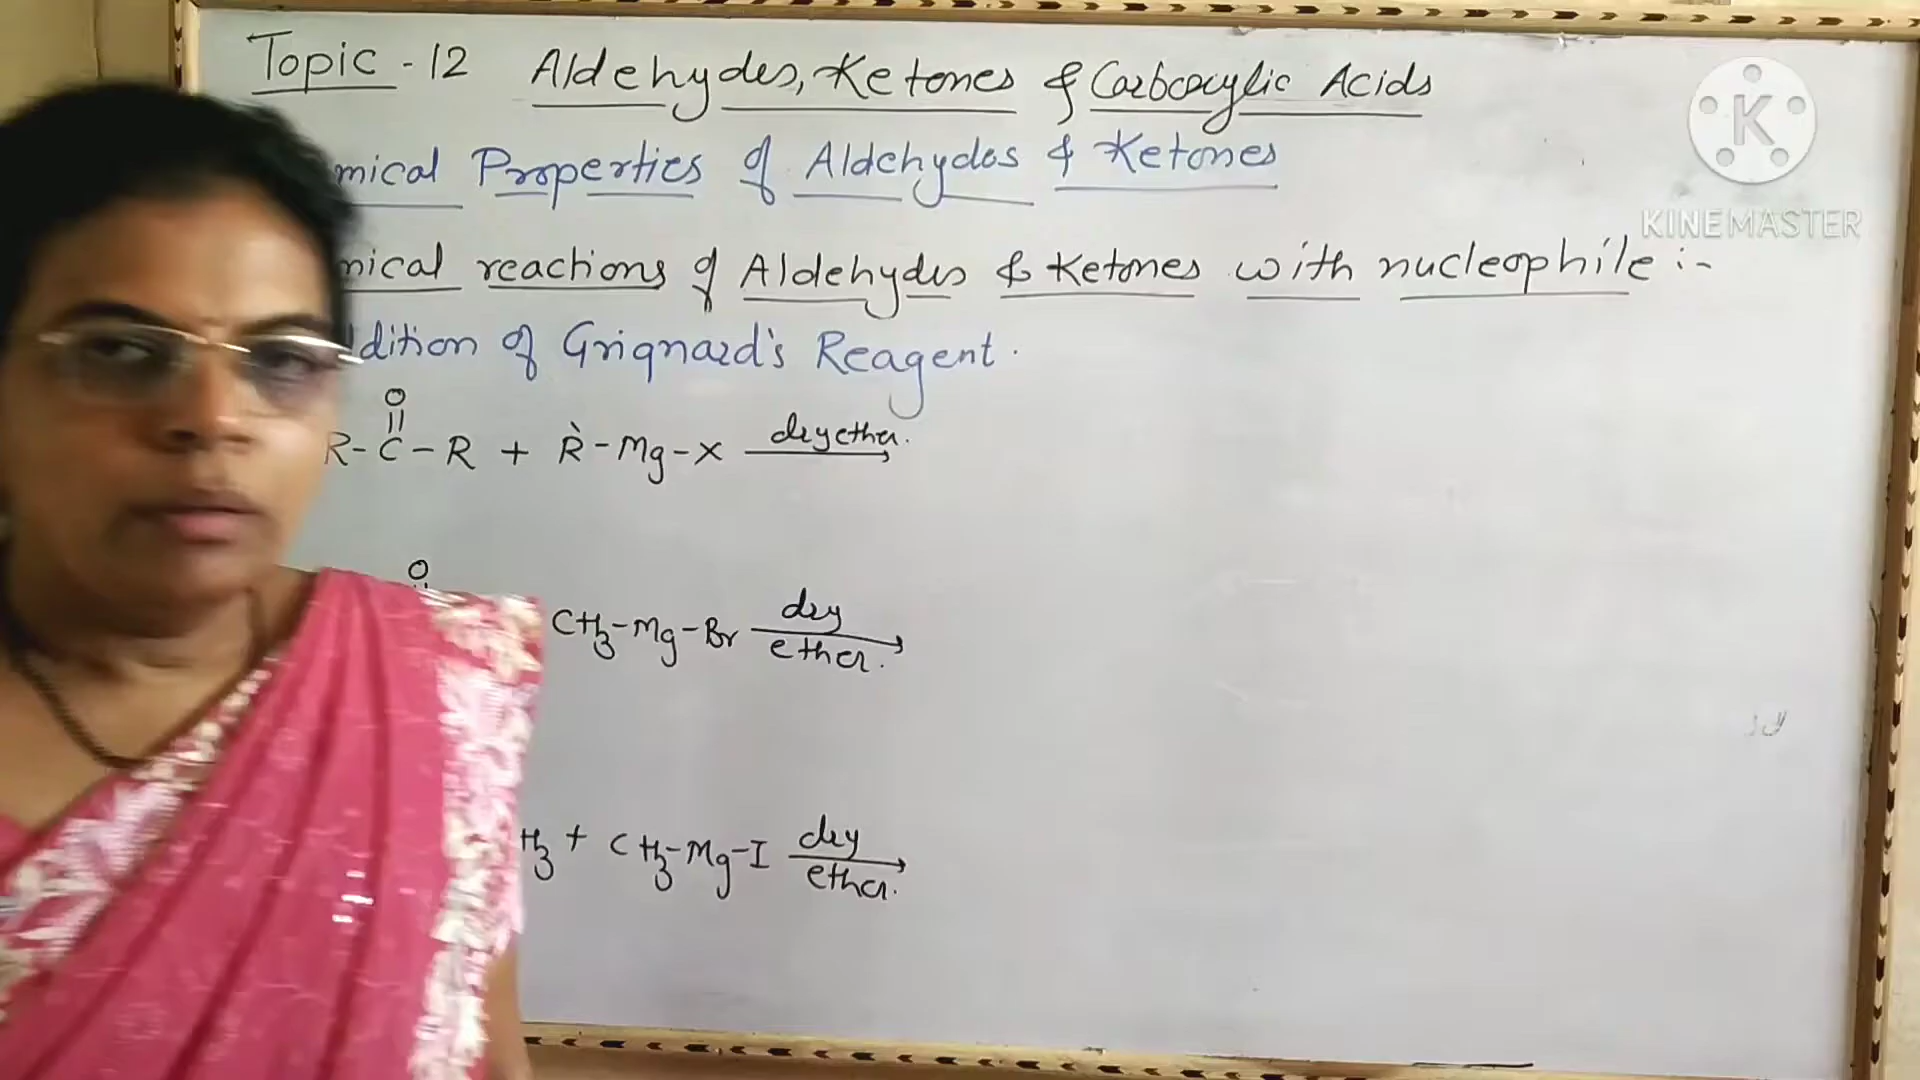 Topic - 12 Aldehydes, Ketones & Carboxylic Acids
K
KINEMASTER
mical Properties of Aldehydes & Ketones
mical reactions of Aldehydes & Ketones with nucleophile :-
dition of Grignard's Reagent.
O
||
R-C-R + R̀-Mg-X dry ether.
O
CH3-Mg-Br dry
ether.
H3 + CH3-Mg-I dry
ether.